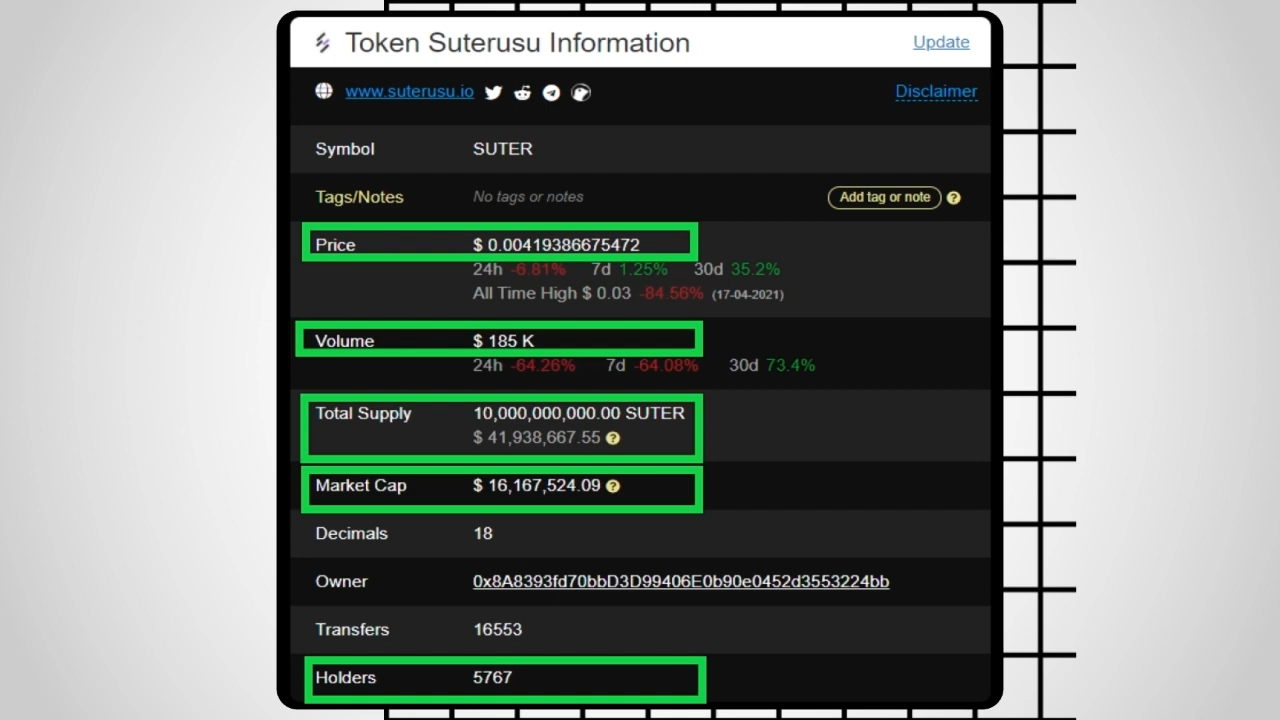 Token Suterusu Information Update
www.suterusu.io Disclaimer
Symbol SUTER
Tags/Notes No tags or notes Add tag or note ?
Price $ 0.00419386675472
24h -6.81% 7d 1.25% 30d 35.2%
All Time High $ 0.03 -84.56% (17-04-2021)
Volume $ 185 K
24h -64.26% 7d -64.08% 30d 73.4%
Total Supply 10,000,000,000.00 SUTER
$ 41,938,667.55 ?
Market Cap $ 16,167,524.09 ?
Decimals 18
Owner 0x8A8393fd70bbD3D99406E0b90e0452d3553224bb
Transfers 16553
Holders 5767